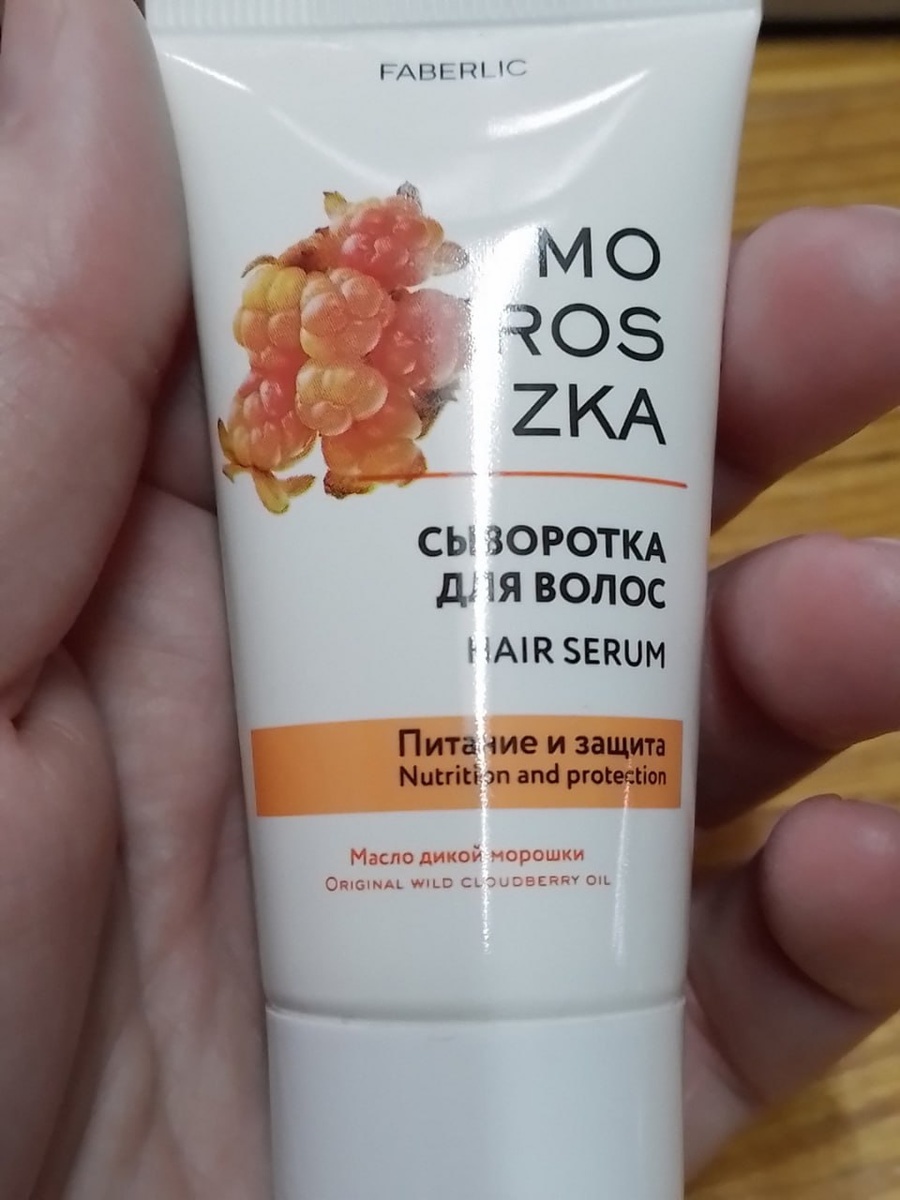 FABERLIC
MO
ROS
ZKA
СЫВОРОТКА
ДЛЯ ВОЛОС
HAIR SERUM
Питание и защита
Nutrition and protection
Масло дикой морошки
ORIGINAL WILD CLOUDBERRY OIL